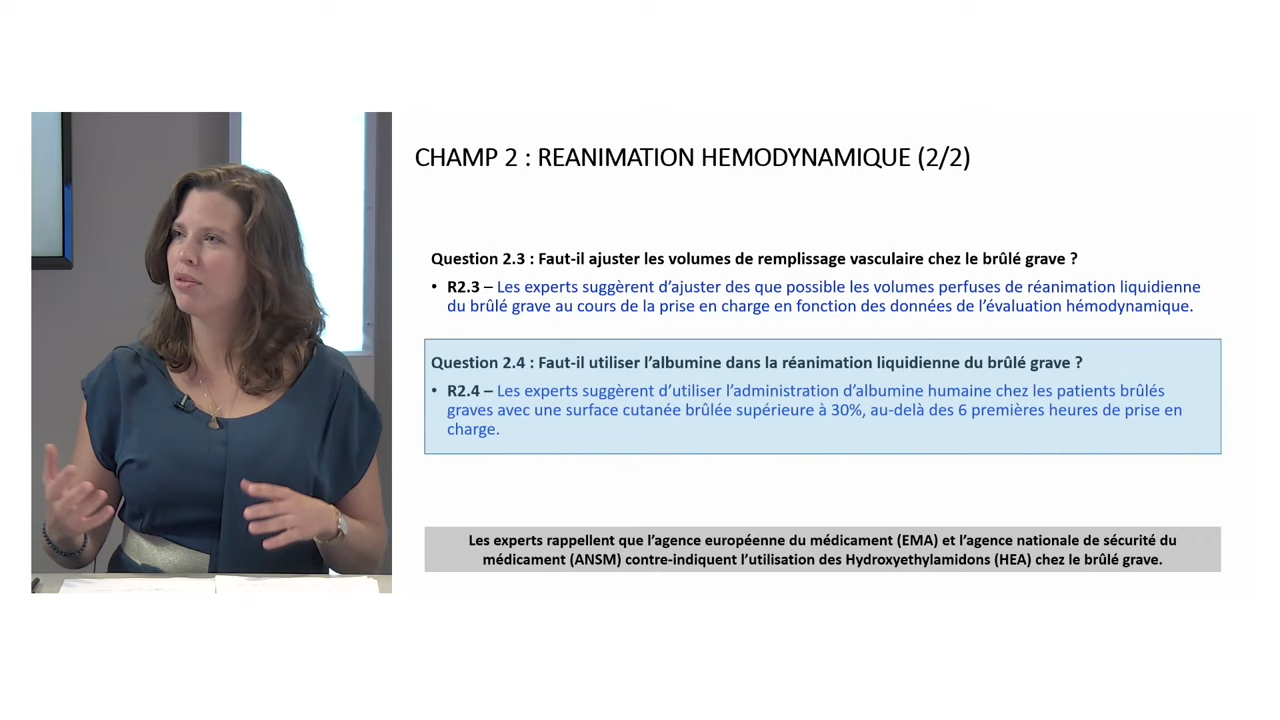 CHAMP 2 : REANIMATION HEMODYNAMIQUE (2/2)
Question 2.3 : Faut-il ajuster les volumes de remplissage vasculaire chez le brûlé grave ?
• R2.3 – Les experts suggèrent d’ajuster des que possible les volumes perfuses de réanimation liquidienne
du brûlé grave au cours de la prise en charge en fonction des données de l’évaluation hémodynamique.
Question 2.4 : Faut-il utiliser l’albumine dans la réanimation liquidienne du brûlé grave ?
• R2.4 – Les experts suggèrent d’utiliser l’administration d’albumine humaine chez les patients brûlés
graves avec une surface cutanée brûlée supérieure à 30%, au-delà des 6 premières heures de prise en
charge.
Les experts rappellent que l’agence européenne du médicament (EMA) et l’agence nationale de sécurité du
médicament (ANSM) contre-indiquent l’utilisation des Hydroxyethylamidons (HEA) chez le brûlé grave.